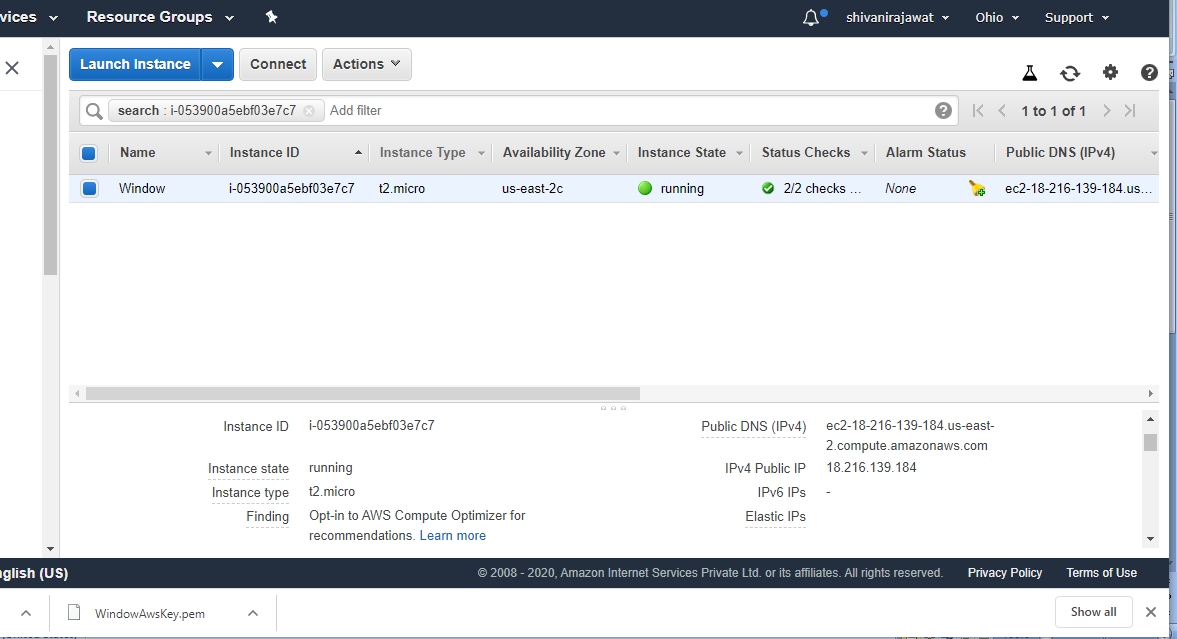 vices Resource Groups shivanirajawat Ohio Support
Launch Instance Connect Actions
search : i-053900a5ebf03e7c7 Add filter 1 to 1 of 1
Name Instance ID Instance Type Availability Zone Instance State Status Checks Alarm Status Public DNS (IPv4)
Window i-053900a5ebf03e7c7 t2.micro us-east-2c running 2/2 checks ... None ec2-18-216-139-184.us...
Instance ID i-053900a5ebf03e7c7 Public DNS (IPv4) ec2-18-216-139-184.us-east-
2.compute.amazonaws.com
Instance state running IPv4 Public IP 18.216.139.184
Instance type t2.micro IPv6 IPs -
Finding Opt-in to AWS Compute Optimizer for Elastic IPs
recommendations. Learn more
nglish (US) © 2008 - 2020, Amazon Internet Services Private Ltd. or its affiliates. All rights reserved. Privacy Policy Terms of Use
WindowAwsKey.pem Show all